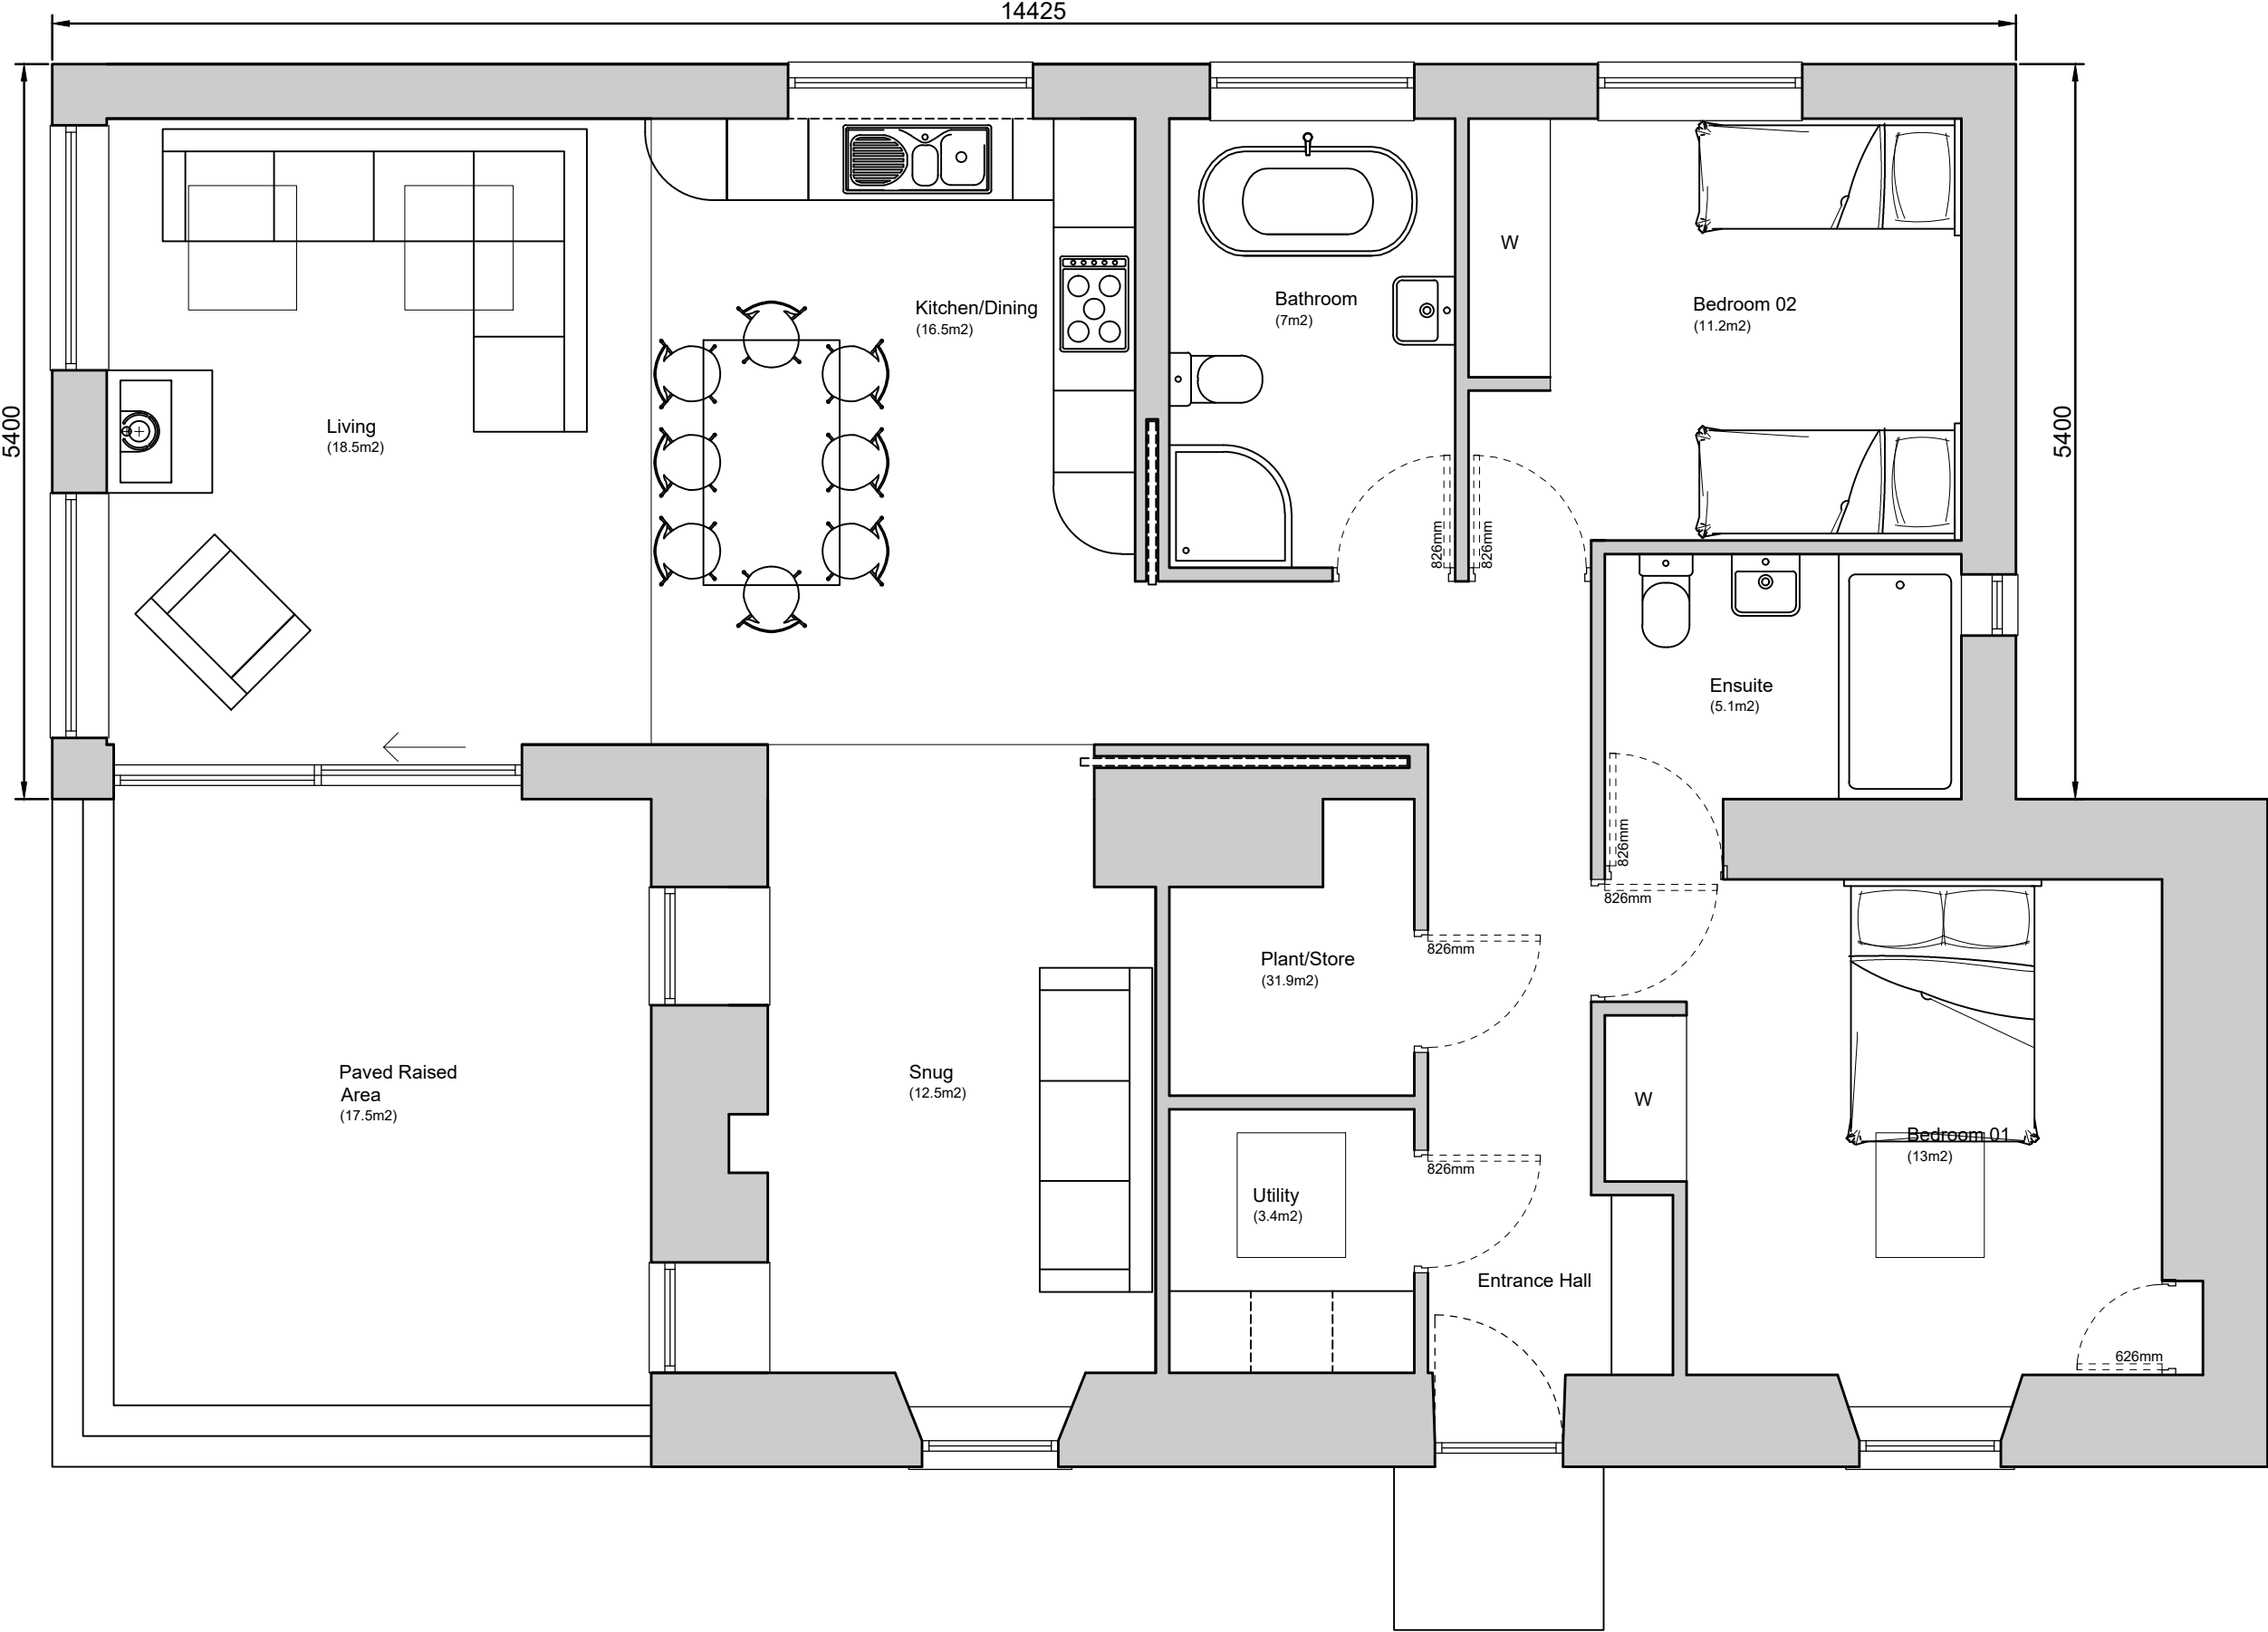 14425
5400
5400
Kitchen/Dining
(16.5m2)
Bathroom
(7m2)
W
Bedroom 02
(11.2m2)
Living
(18.5m2)
826mm
826mm
Ensuite
(5.1m2)
826mm
826mm
Plant/Store
(31.9m2)
826mm
Paved Raised
Area
(17.5m2)
Snug
(12.5m2)
W
Bedroom 01
(13m2)
826mm
Utility
(3.4m2)
Entrance Hall
626mm